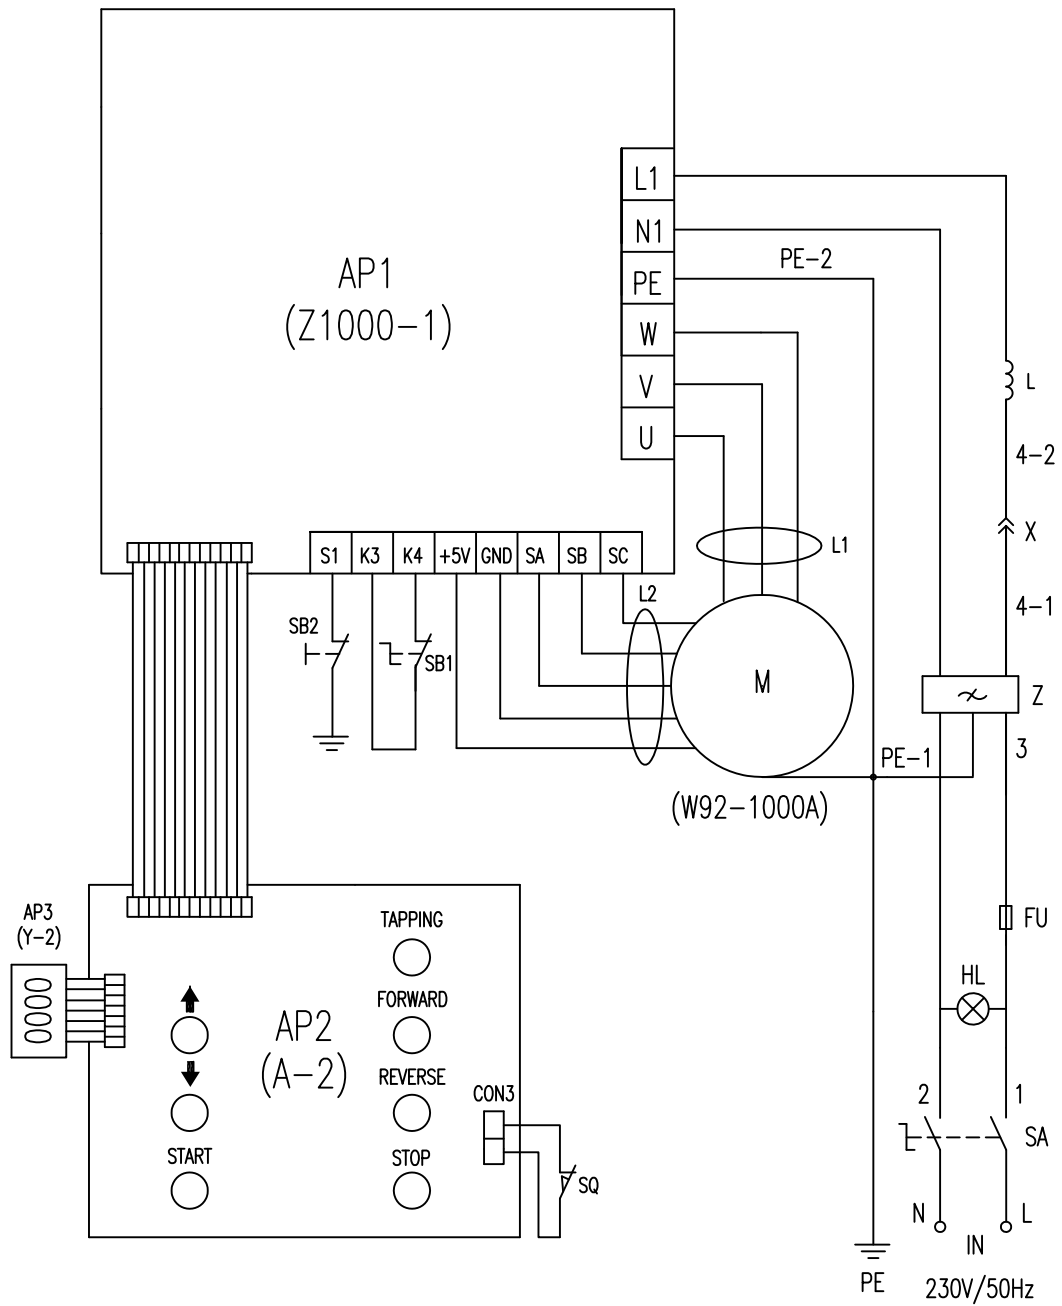 L1
N1
PE-2
AP1
(Z1000-1)
PE
W
V
U
L
4-2
X
S1 K3 K4 +5V GND SA SB SC
L1
L2
4-1
SB2
SB1
M
Z
PE-1
3
(W92-1000A)
AP3
(Y-2)
TAPPING
FU
HL
FORWARD
AP2
(A-2)
REVERSE
CON3
2
1
SA
START
STOP
SQ
N
L
IN
PE
230V/50Hz